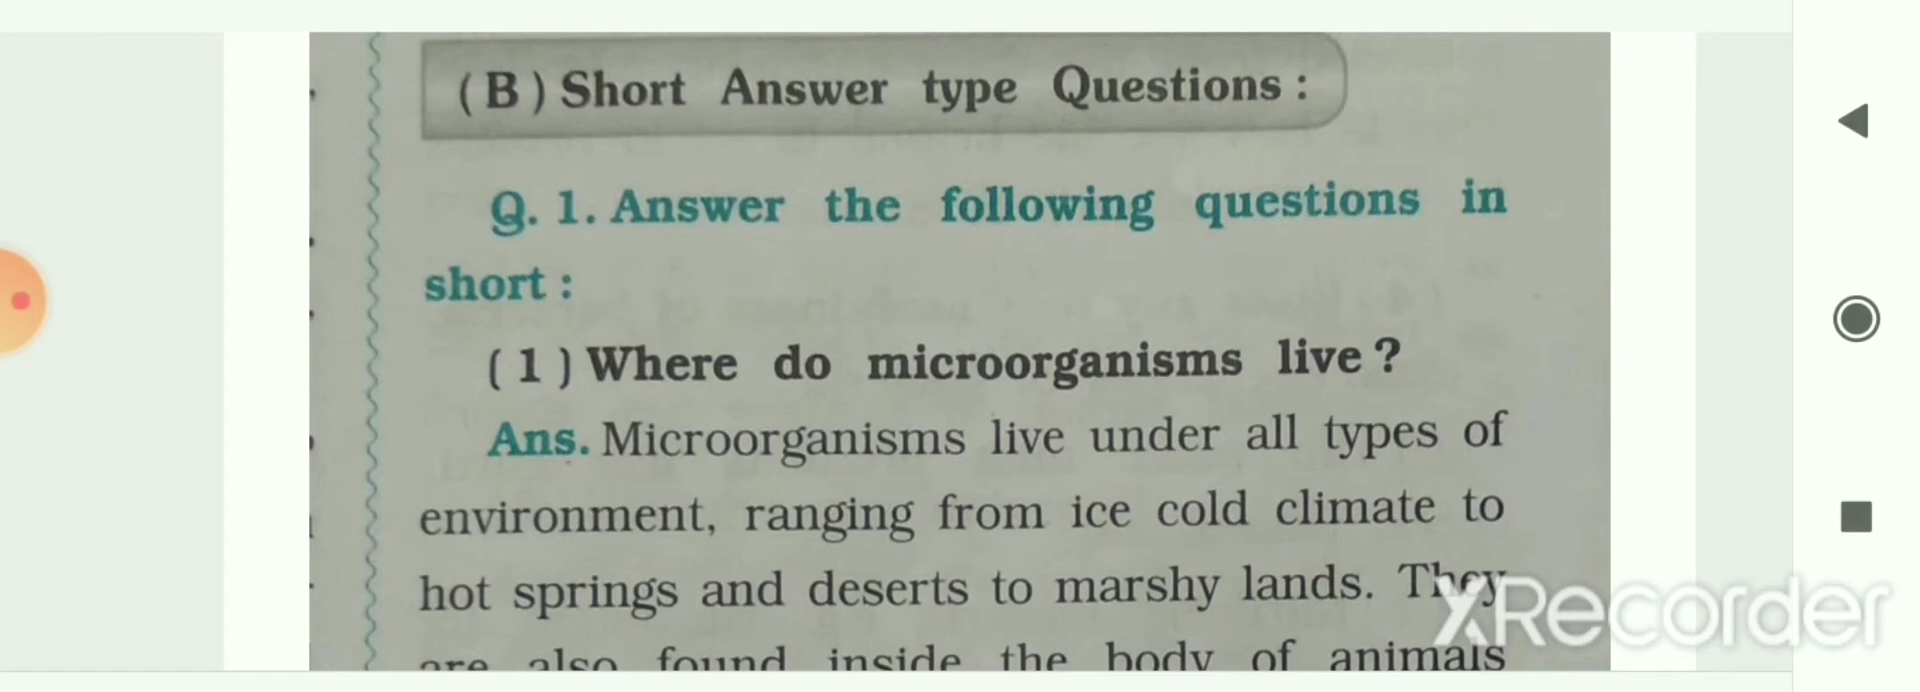 (B) Short Answer type Questions :
Q. 1. Answer the following questions in
short :
(1) Where do microorganisms live ?
Ans. Microorganisms live under all types of
environment, ranging from ice cold climate to
hot springs and deserts to marshy lands. They
are also found inside the body of animals
XRecorder